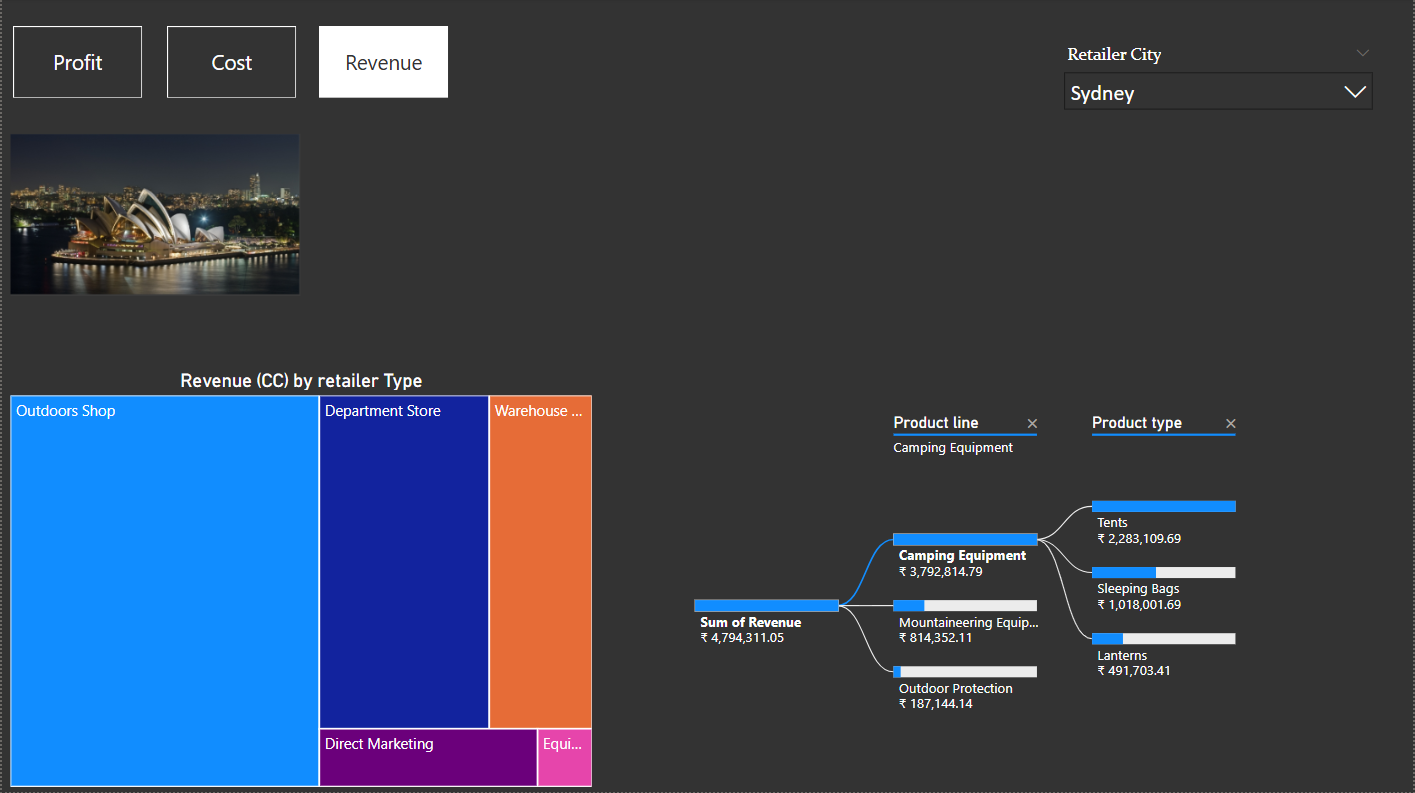 Profit
Cost
Revenue
Retailer City
Sydney
Revenue (CC) by retailer Type
Outdoors Shop
Department Store
Warehouse ...
Direct Marketing
Equi...
Product line
Camping Equipment
Product type
Sum of Revenue
₹ 4,794,311.05
Camping Equipment
₹ 3,792,814.79
Mountaineering Equip...
₹ 814,352.11
Outdoor Protection
₹ 187,144.14
Tents
₹ 2,283,109.69
Sleeping Bags
₹ 1,018,001.69
Lanterns
₹ 491,703.41